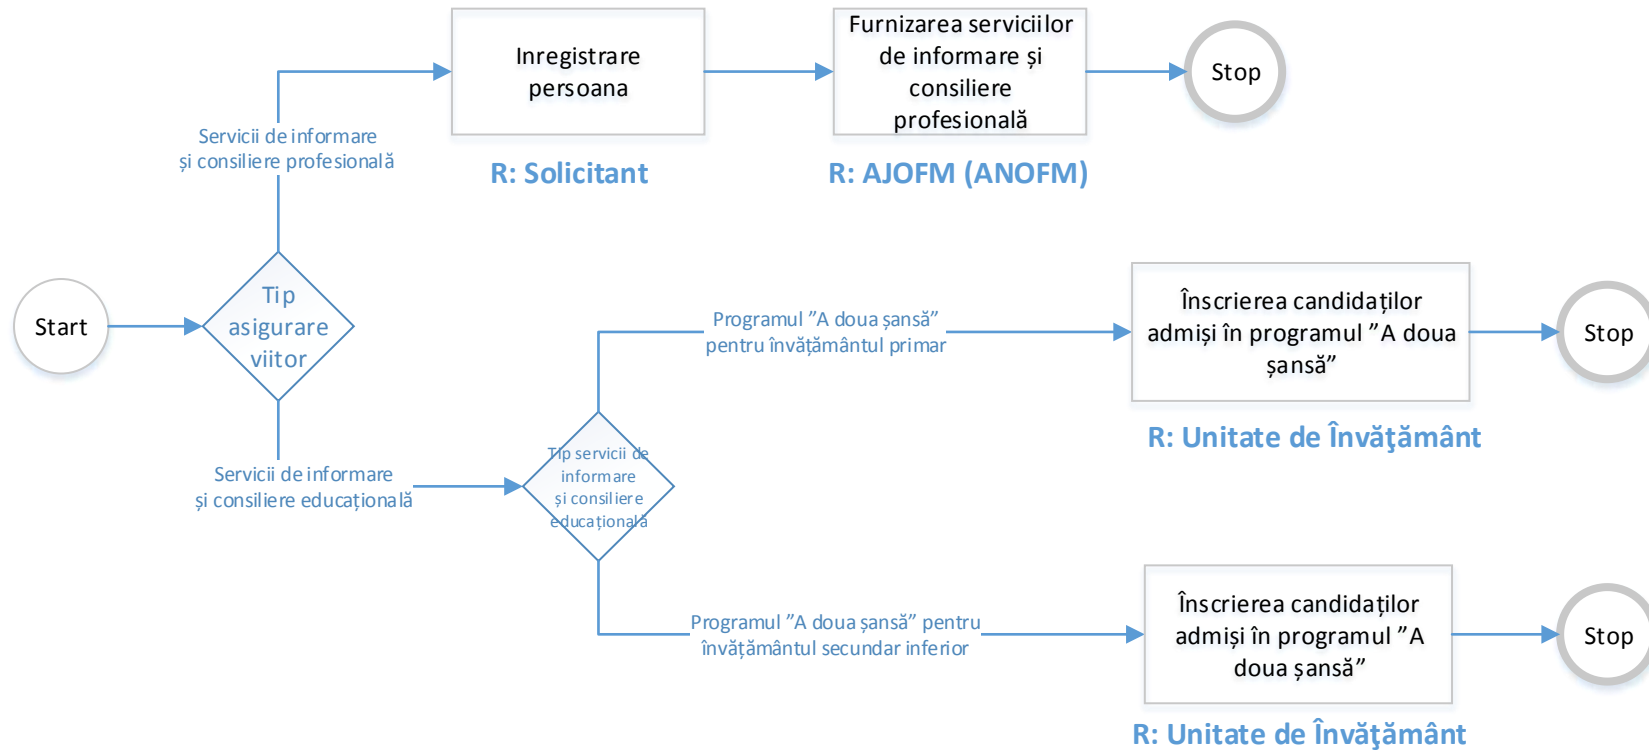 Inregistrare
persoana
Furnizarea serviciilor
de informare și
consiliere
profesională
Stop
Servicii de informare
și consiliere profesională
R: Solicitant
R: AJOFM (ANOFM)
Start
Tip
asigurare
viitor
Programul ”A doua șansă”
pentru învățământul primar
Înscrierea candidaților
admiși în programul ”A doua
șansă”
Stop
R: Unitate de Învăţământ
Servicii de informare
și consiliere educațională
Tip servicii de
informare
și consiliere
educațională
Programul ”A doua șansă” pentru
învățământul secundar inferior
Înscrierea candidaților
admiși în programul ”A
doua șansă”
Stop
R: Unitate de Învăţământ